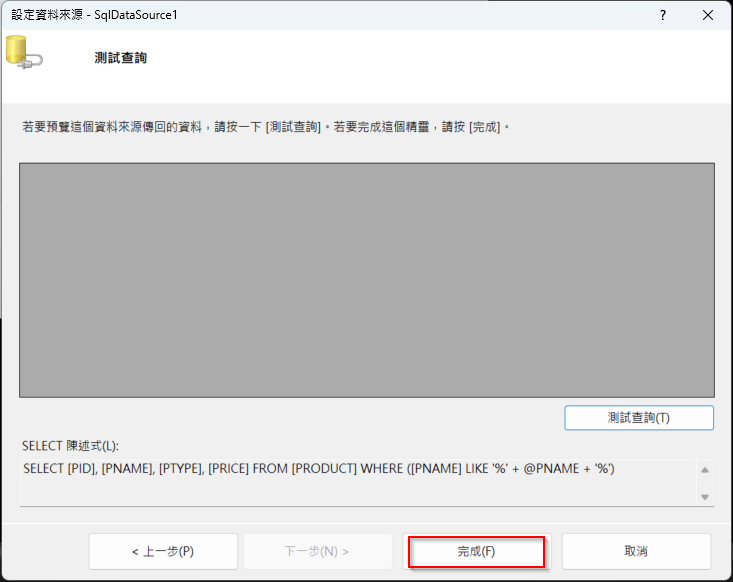 設定資料來源 - SqlDataSource1
?
測試查詢
若要預覽這個資料來源傳回的資料，請按一下 [測試查詢]。若要完成這個精靈，請按 [完成]。
測試查詢(T)
SELECT 陳述式(L):
SELECT [PID], [PNAME], [PTYPE], [PRICE] FROM [PRODUCT] WHERE ([PNAME] LIKE '%' + @PNAME + '%')
< 上一步(P)
下一步(N) >
完成(F)
取消